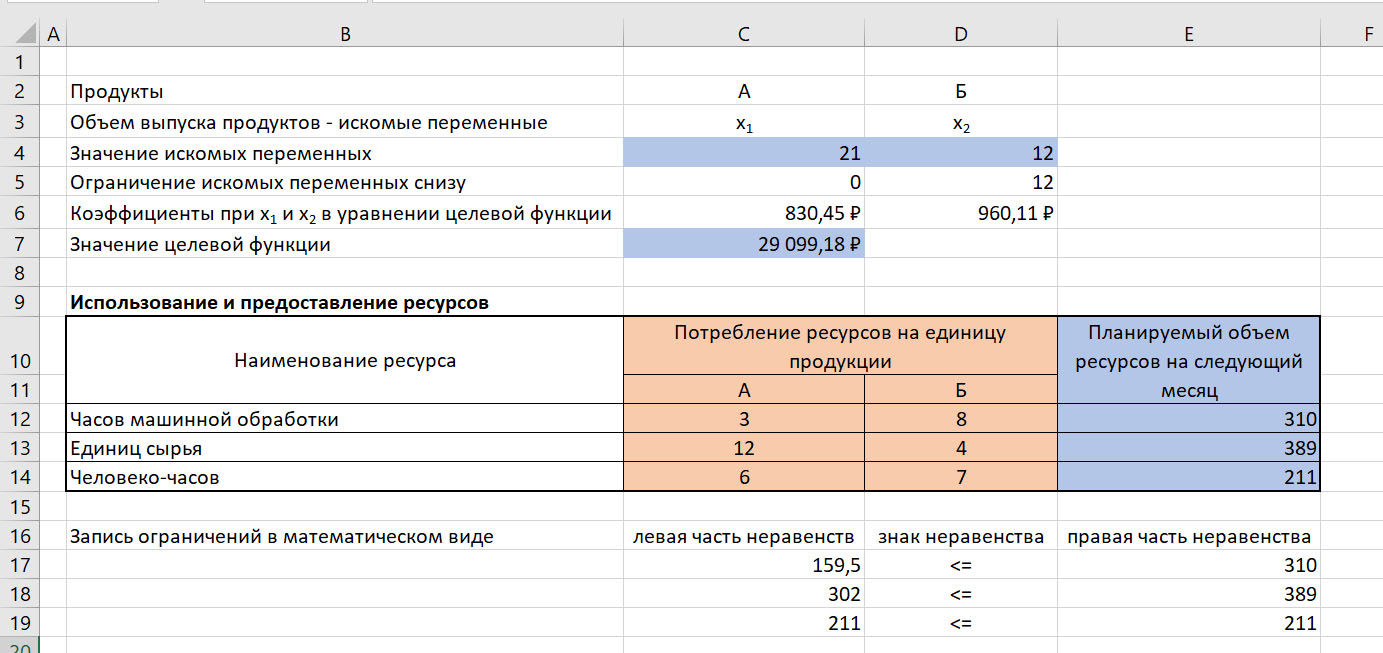 A B C D E F
1
2 Продукты А Б
3 Объем выпуска продуктов - искомые переменные x₁ x₂
4 Значение искомых переменных 21 12
5 Ограничение искомых переменных снизу 0 12
6 Коэффициенты при x₁ и x₂ в уравнении целевой функции 830,45 ₽ 960,11 ₽
7 Значение целевой функции 29 099,18 ₽
8
9 Использование и предоставление ресурсов
Потребление ресурсов на единицу Планируемый объем
10 Наименование ресурса продукции ресурсов на следующий
11 А Б месяц
12 Часов машинной обработки 3 8 310
13 Единиц сырья 12 4 389
14 Человеко-часов 6 7 211
15
16 Запись ограничений в математическом виде левая часть неравенств знак неравенства правая часть неравенства
17 159,5 <= 310
18 302 <= 389
19 211 <= 211
20